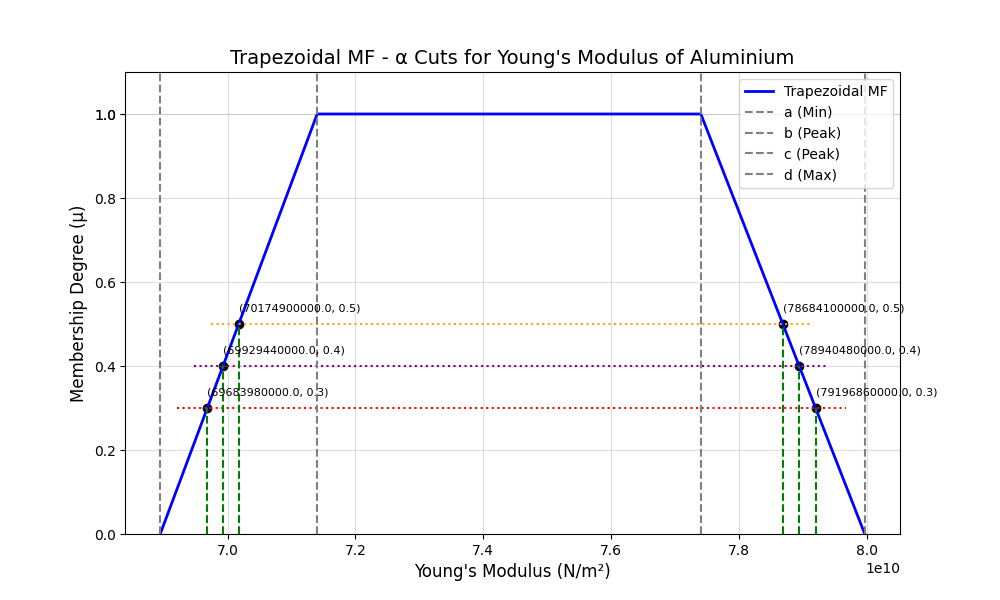 Trapezoidal MF - α Cuts for Young's Modulus of Aluminium
Trapezoidal MF
a (Min)
b (Peak)
c (Peak)
d (Max)
Membership Degree (μ)
1.0
0.8
0.6
0.4
0.2
0.0
(70174900000.0, 0.5)
(78684100000.0, 0.5)
(69929440000.0, 0.4)
(78940480000.0, 0.4)
(69683980000.0, 0.3)
(79196860000.0, 0.3)
7.0
7.2
7.4
7.6
7.8
8.0
1e10
Young's Modulus (N/m²)